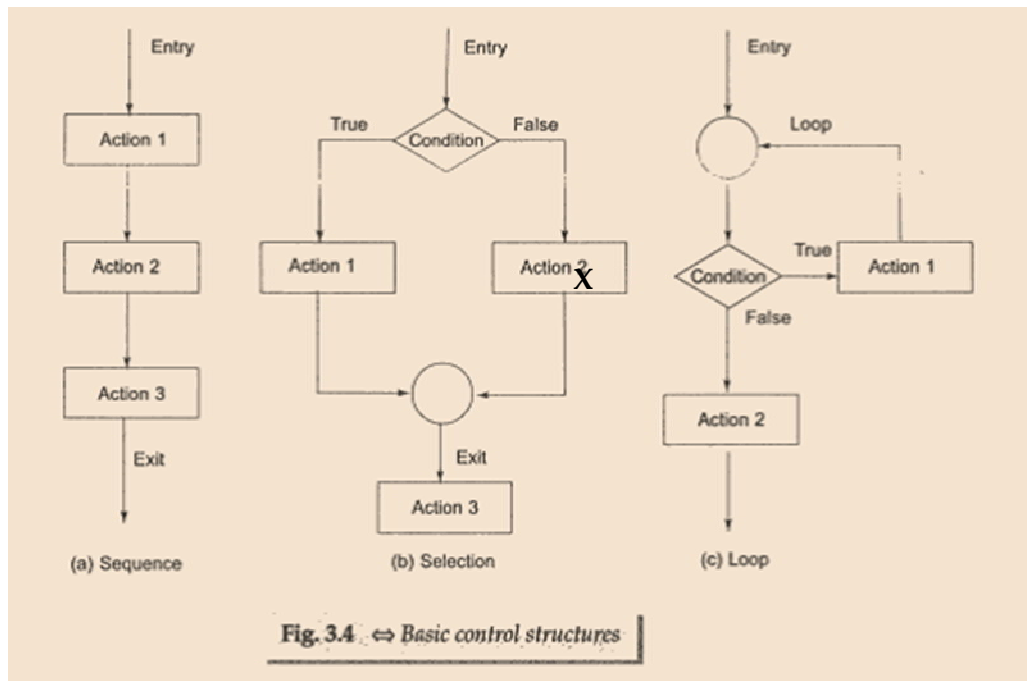 Entry
Action 1
Action 2
Action 3
Exit
(a) Sequence
Entry
True
Condition
False
Action 1
Action 2
X
Exit
Action 3
(b) Selection
Entry
Loop
Condition
True
Action 1
False
Action 2
(c) Loop
Fig. 3.4 ⇔ Basic control structures